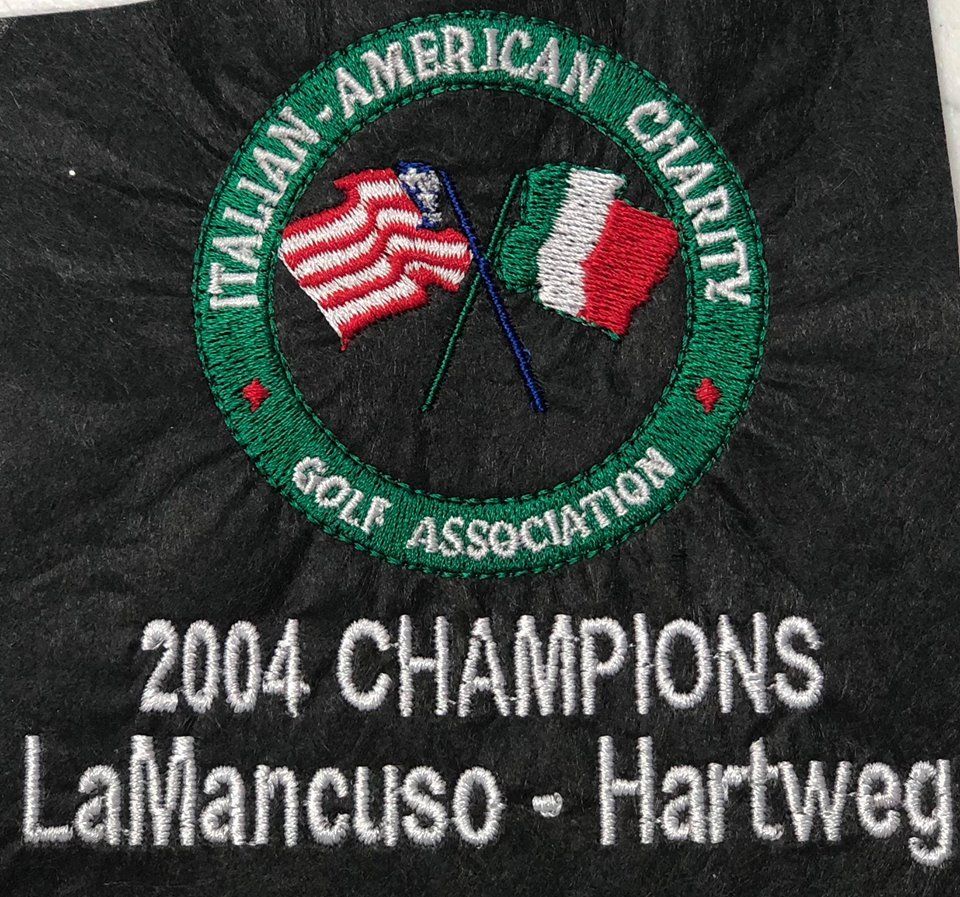 ITALIAN-AMERICAN CHARITY
GOLF ASSOCIATION
2004 CHAMPIONS
LaMancuso - Hartweg